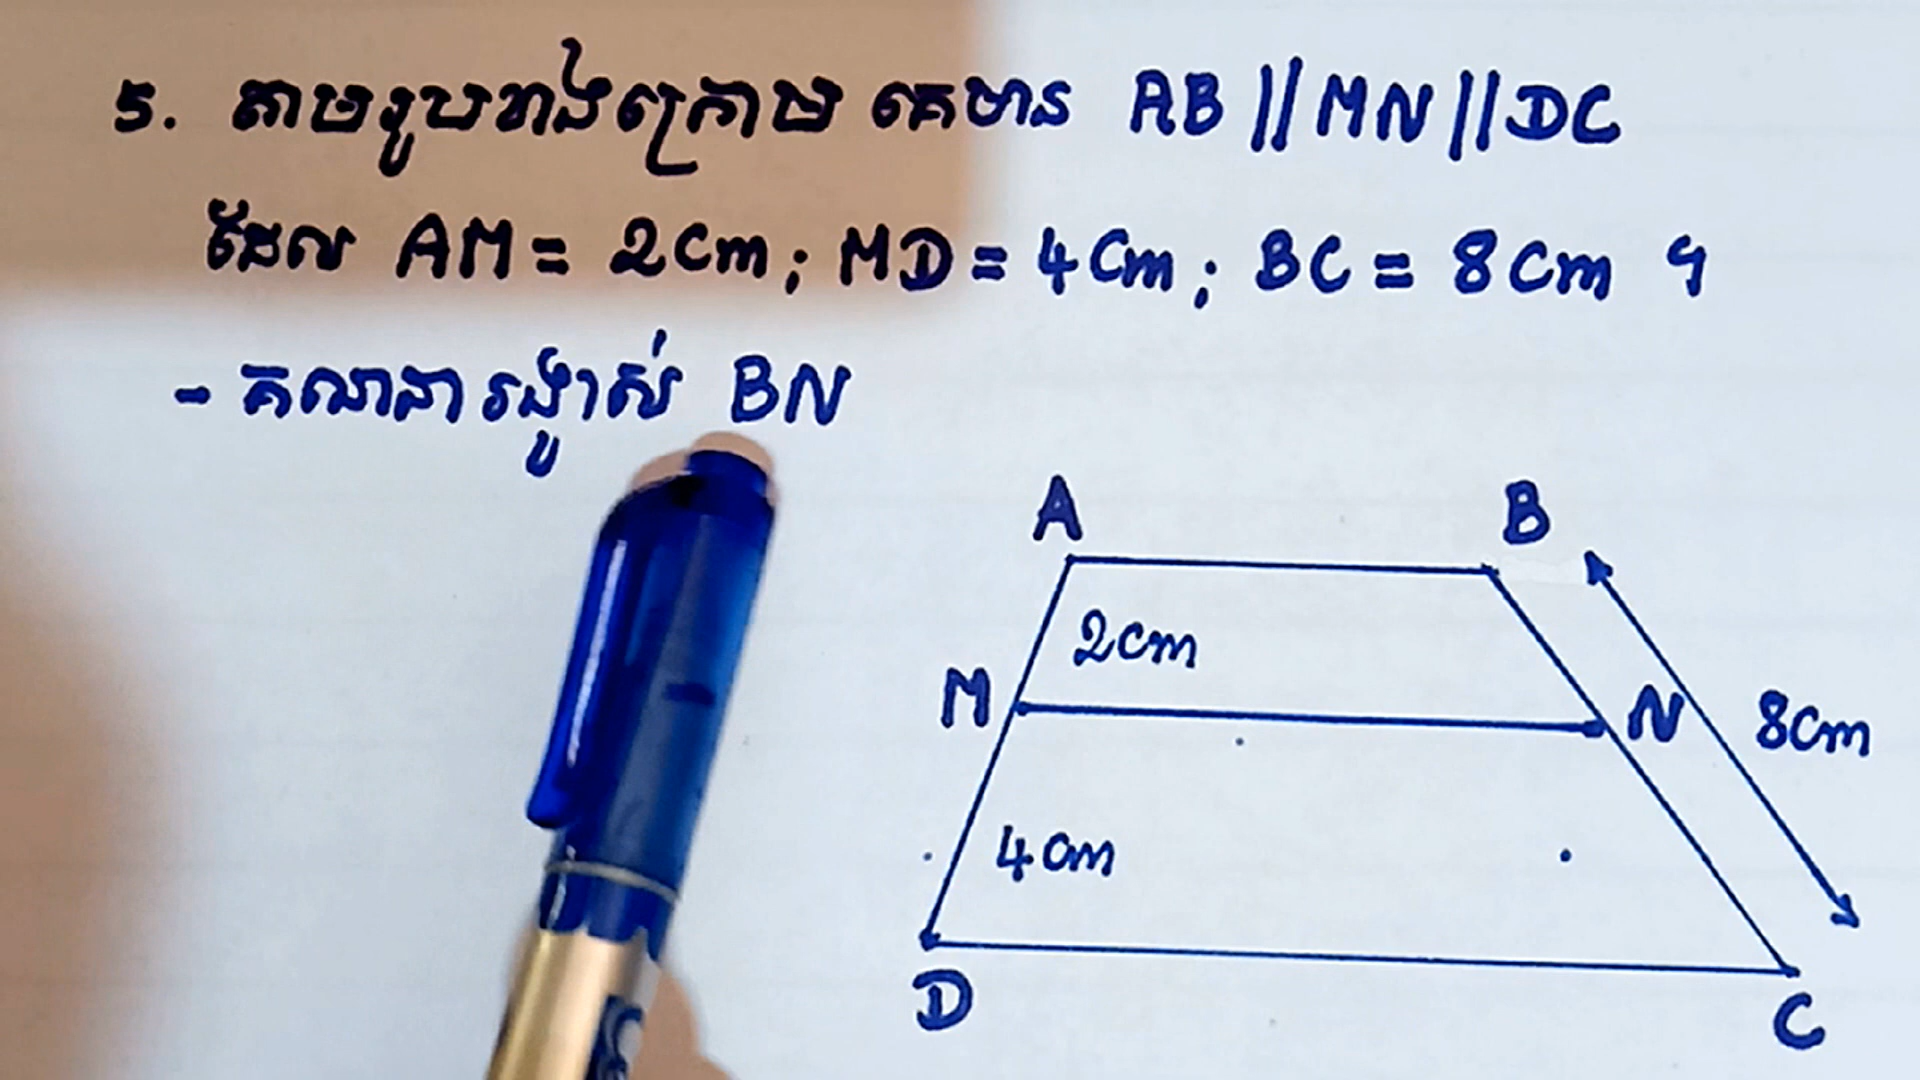 5. តាមរូបខាងក្រោម គេមាន AB // MN // DC
ដែល AM = 2cm ; MD = 4cm ; BC = 8cm ។
- គណនារង្វាស់ BN
A
B
2cm
M
N
8cm
4cm
D
C